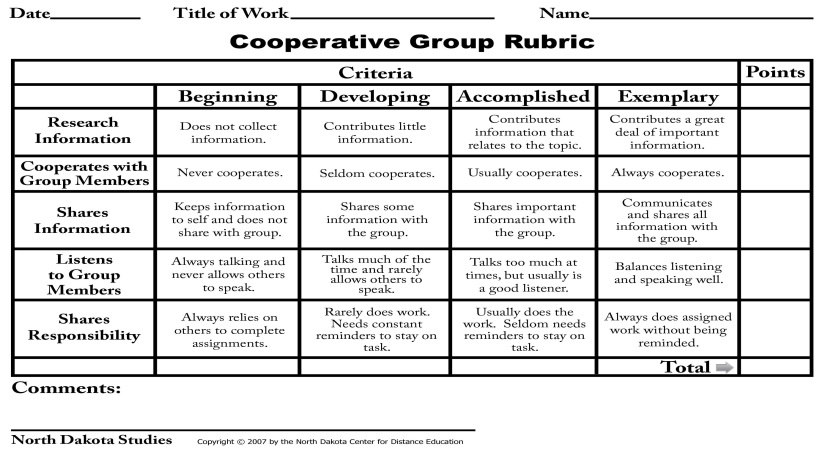 Date Title of Work Name
Cooperative Group Rubric
Criteria Points
Beginning Developing Accomplished Exemplary
Research
Information
Does not collect
information.
Contributes little
information.
Contributes
information that
relates to the topic.
Contributes a great
deal of important
information.
Cooperates with
Group Members
Never cooperates.
Seldom cooperates.
Usually cooperates.
Always cooperates.
Shares
Information
Keeps information
to self and does not
share with group.
Shares some
information with
the group.
Shares important
information with
the group.
Communicates
and shares all
information with
the group.
Listens
to Group
Members
Always talking and
never allows others
to speak.
Talks much of the
time and rarely
allows others to
speak.
Talks too much at
times, but usually is
a good listener.
Balances listening
and speaking well.
Shares
Responsibility
Always relies on
others to complete
assignments.
Rarely does work.
Needs constant
reminders to stay on
task.
Usually does the
work. Seldom needs
reminders to stay on
task.
Always does assigned
work without being
reminded.
Total
Comments:
North Dakota Studies Copyright © 2007 by the North Dakota Center for Distance Education